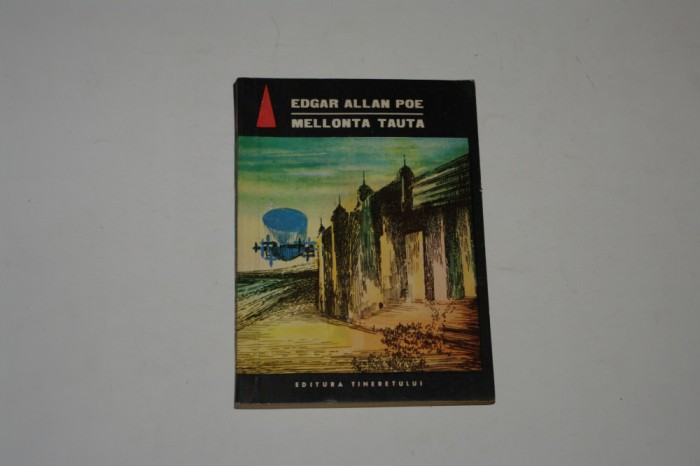 EDGAR ALLAN POE
MELLONTA TAUTA
EDITURA TINERETULUI